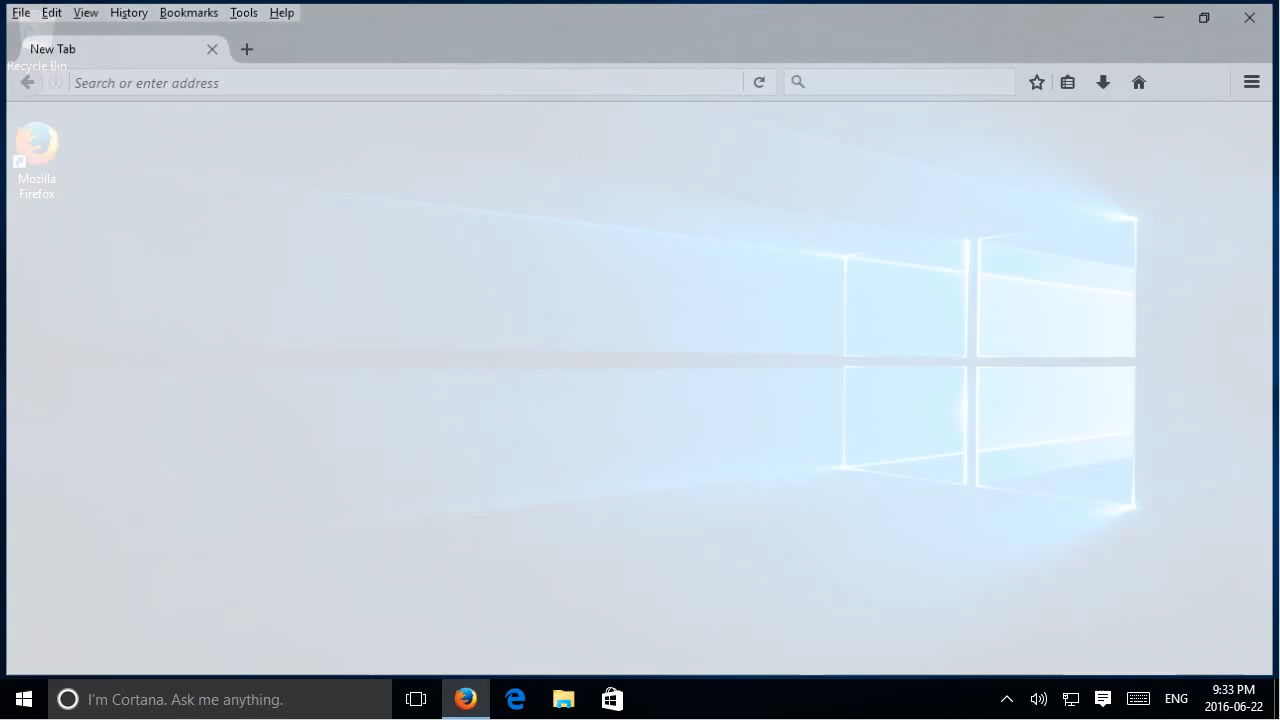 File Edit View History Bookmarks Tools Help
New Tab
Recycle Bin
Search or enter address
Mozilla
Firefox
I'm Cortana. Ask me anything.
ENG
9:33 PM
2016-06-22